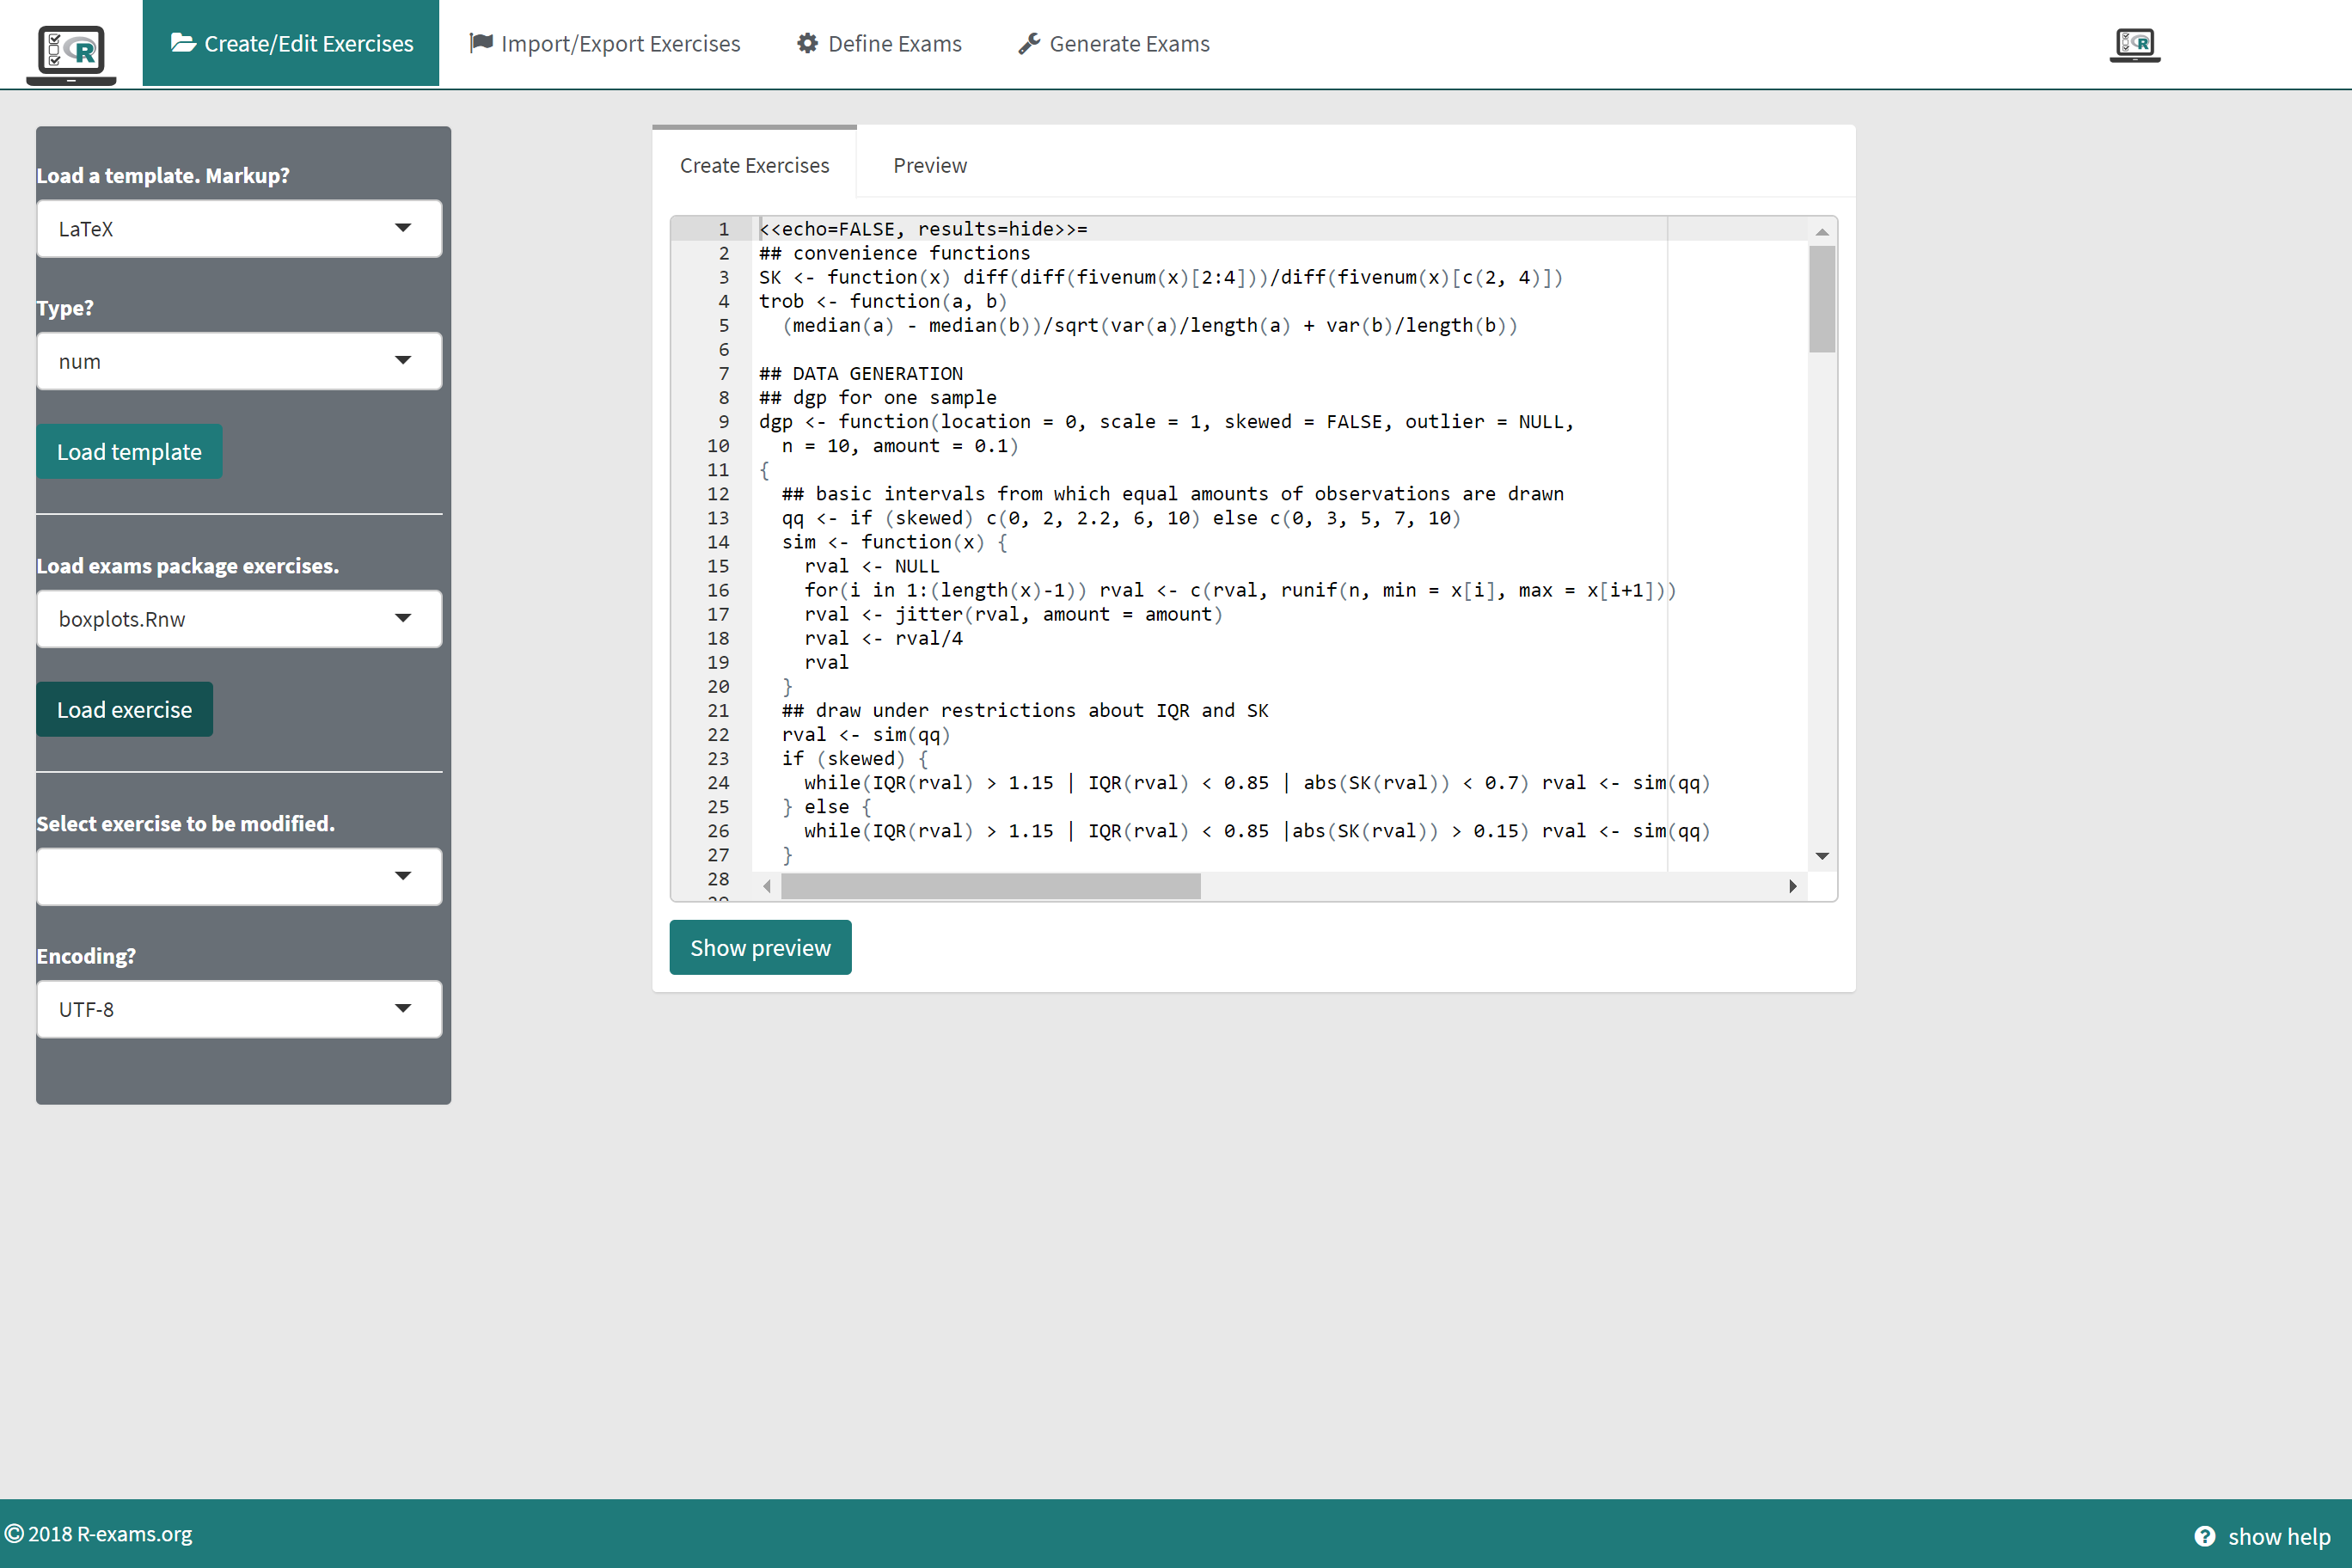 R
Create/Edit Exercises
Import/Export Exercises
Define Exams
Generate Exams
R
Load a template. Markup?
LaTeX
Type?
num
Load template
Load exams package exercises.
boxplots.Rnw
Load exercise
Select exercise to be modified.
Encoding?
UTF-8
Create Exercises
Preview
1 <<echo=FALSE, results=hide>>=
2 ## convenience functions
3 SK <- function(x) diff(diff(fivenum(x)[2:4]))/diff(fivenum(x)[c(2, 4)])
4 trob <- function(a, b)
5   (median(a) - median(b))/sqrt(var(a)/length(a) + var(b)/length(b))
6
7 ## DATA GENERATION
8 ## dgp for one sample
9 dgp <- function(location = 0, scale = 1, skewed = FALSE, outlier = NULL,
10   n = 10, amount = 0.1)
11 {
12   ## basic intervals from which equal amounts of observations are drawn
13   qq <- if (skewed) c(0, 2, 2.2, 6, 10) else c(0, 3, 5, 7, 10)
14   sim <- function(x) {
15     rval <- NULL
16     for(i in 1:(length(x)-1)) rval <- c(rval, runif(n, min = x[i], max = x[i+1]))
17     rval <- jitter(rval, amount = amount)
18     rval <- rval/4
19     rval
20   }
21   ## draw under restrictions about IQR and SK
22   rval <- sim(qq)
23   if (skewed) {
24     while(IQR(rval) > 1.15 | IQR(rval) < 0.85 | abs(SK(rval)) < 0.7) rval <- sim(qq)
25   } else {
26     while(IQR(rval) > 1.15 | IQR(rval) < 0.85 |abs(SK(rval)) > 0.15) rval <- sim(qq)
27   }
28
Show preview
© 2018 R-exams.org
? show help